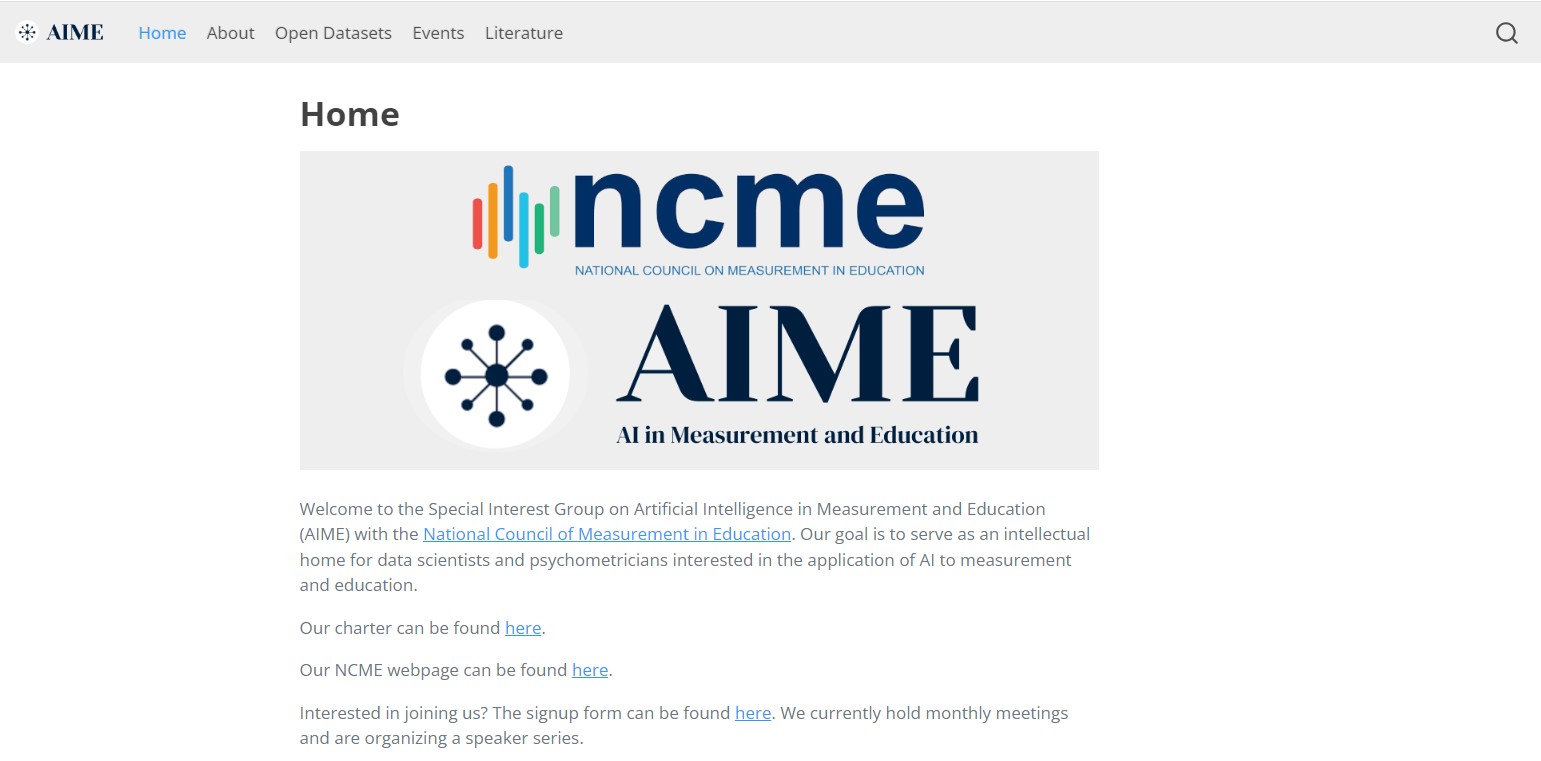 AIME Home About Open Datasets Events Literature
Home
ncme
NATIONAL COUNCIL ON MEASUREMENT IN EDUCATION
AIME
AI in Measurement and Education
Welcome to the Special Interest Group on Artificial Intelligence in Measurement and Education
(AIME) with the National Council of Measurement in Education. Our goal is to serve as an intellectual
home for data scientists and psychometricians interested in the application of AI to measurement
and education.
Our charter can be found here.
Our NCME webpage can be found here.
Interested in joining us? The signup form can be found here. We currently hold monthly meetings
and are organizing a speaker series.